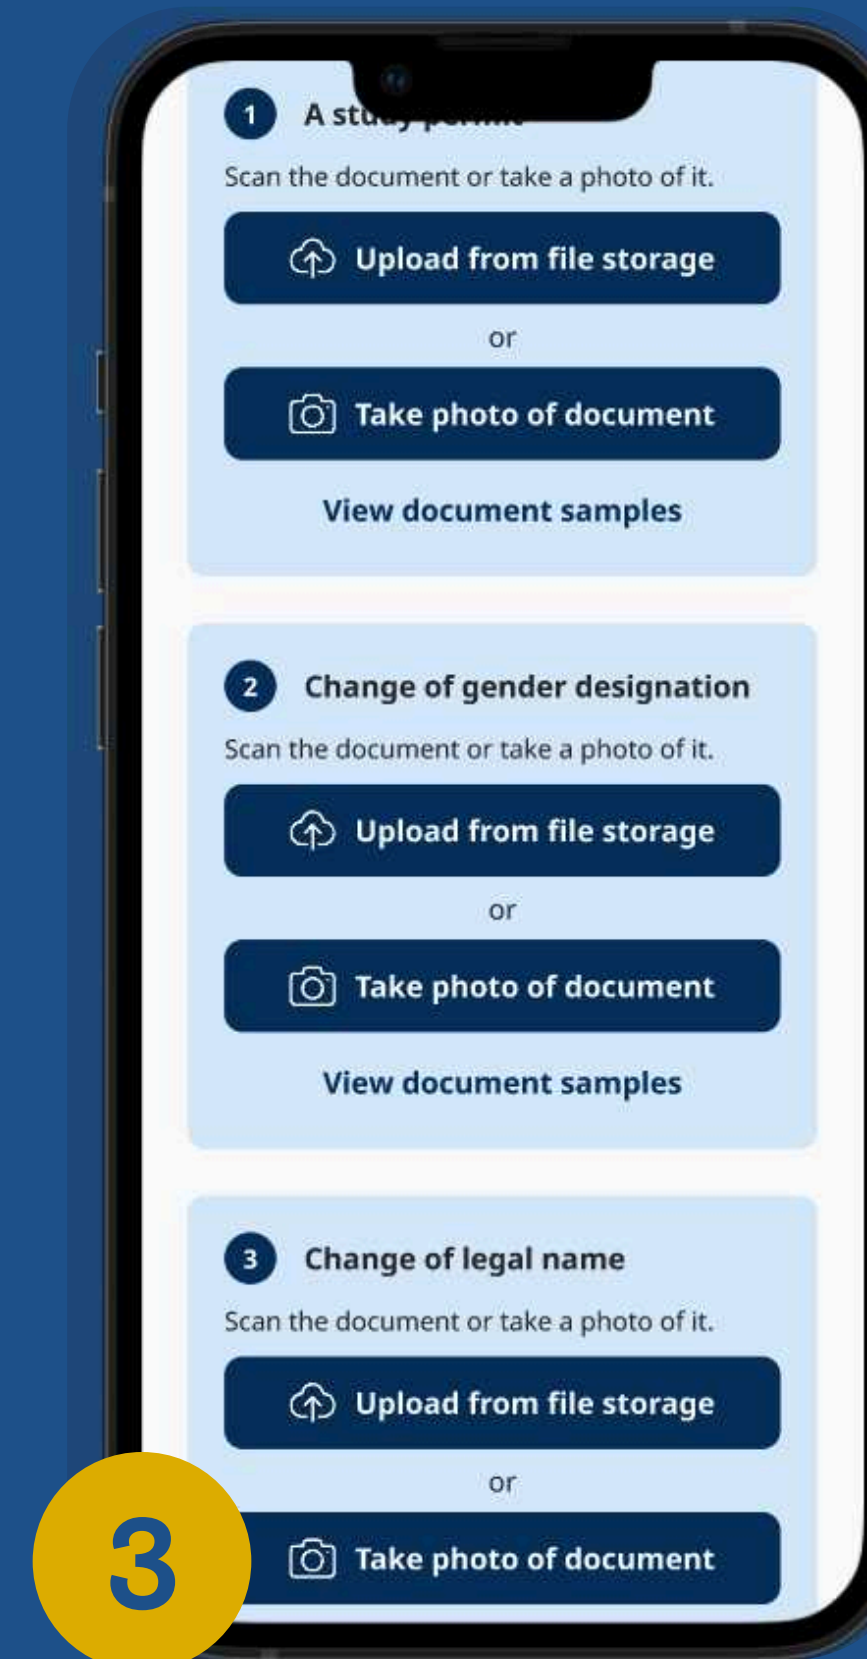 1 A study permit
Scan the document or take a photo of it.
Upload from file storage
or
Take photo of document
View document samples
2 Change of gender designation
Scan the document or take a photo of it.
Upload from file storage
or
Take photo of document
View document samples
3 Change of legal name
Scan the document or take a photo of it.
Upload from file storage
or
Take photo of document
3